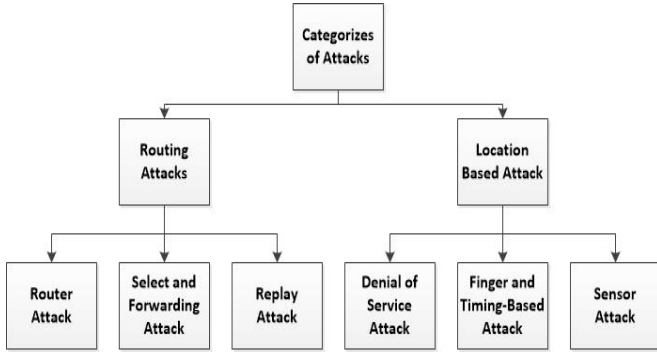 Categorizes
of Attacks
Routing
Attacks
Location
Based Attack
Router
Attack
Select and
Forwarding
Attack
Replay
Attack
Denial of
Service
Attack
Finger and
Timing-Based
Attack
Sensor
Attack